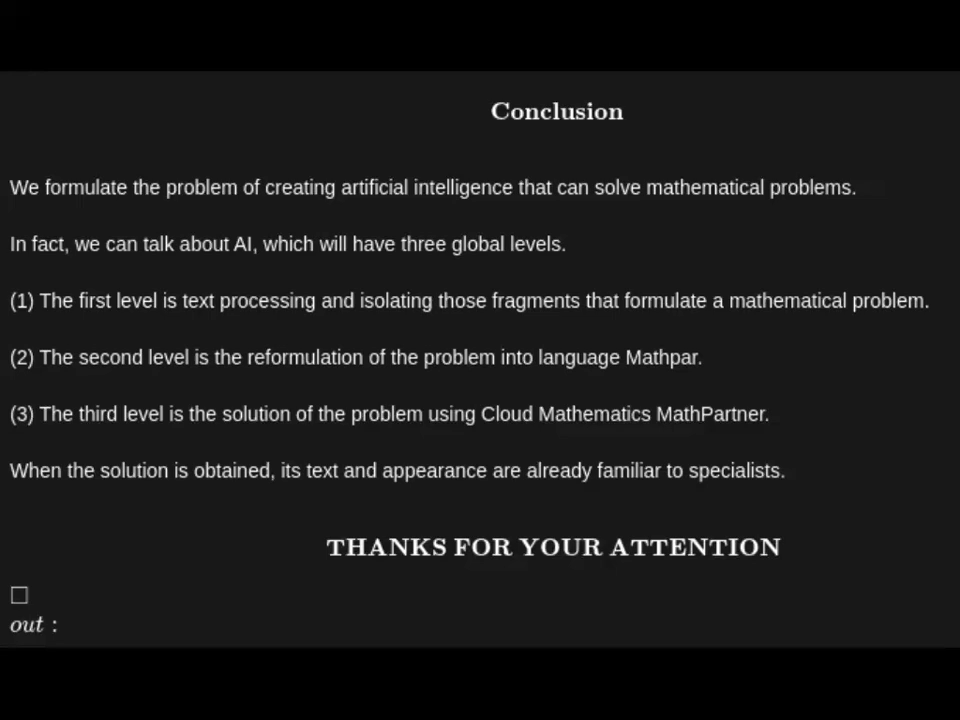 Conclusion
We formulate the problem of creating artificial intelligence that can solve mathematical problems.
In fact, we can talk about AI, which will have three global levels.
(1) The first level is text processing and isolating those fragments that formulate a mathematical problem.
(2) The second level is the reformulation of the problem into language Mathpar.
(3) The third level is the solution of the problem using Cloud Mathematics MathPartner.
When the solution is obtained, its text and appearance are already familiar to specialists.
THANKS FOR YOUR ATTENTION
□
out :